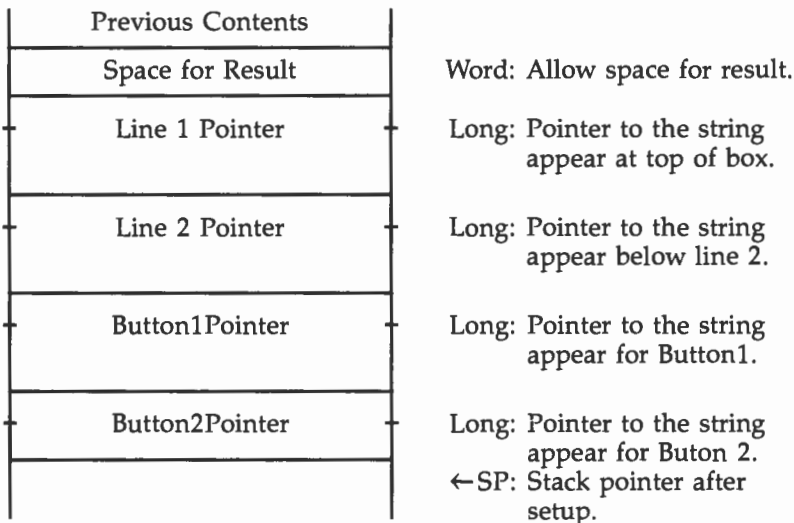 Previous Contents
Space for Result
Word: Allow space for result.
Line 1 Pointer
Long: Pointer to the string
appear at top of box.
Line 2 Pointer
Long: Pointer to the string
appear below line 2.
Button1Pointer
Long: Pointer to the string
appear for Button1.
Button2Pointer
Long: Pointer to the string
appear for Buton 2.
←SP: Stack pointer after
setup.